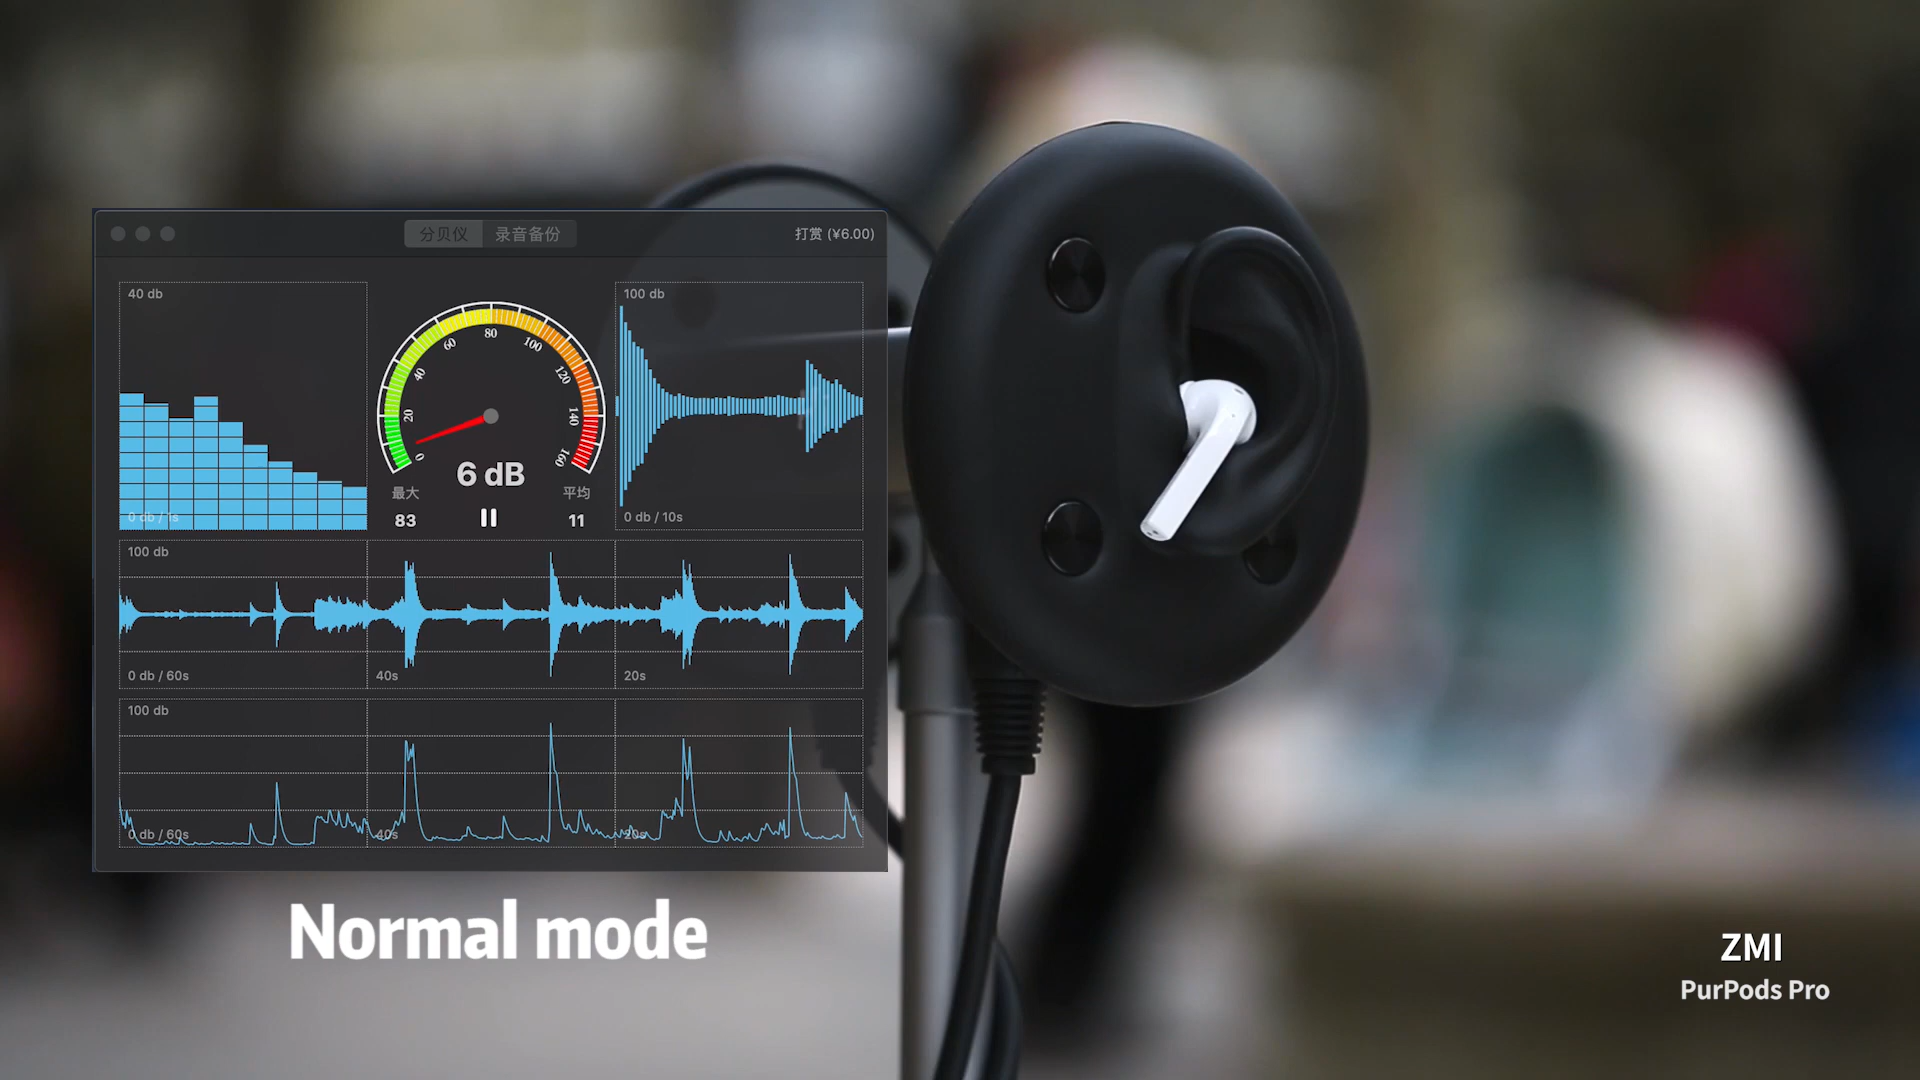 分贝仪 录音备份 打赏 (¥6.00)
40 db
0 db / 1s
0 20 40 60 80 100 120 140 160
6 dB
最大 平均
83 11
100 db
0 db / 10s
100 db
0 db / 60s 40s 20s
100 db
0 db / 60s 40s 20s
Normal mode
ZMI
PurPods Pro